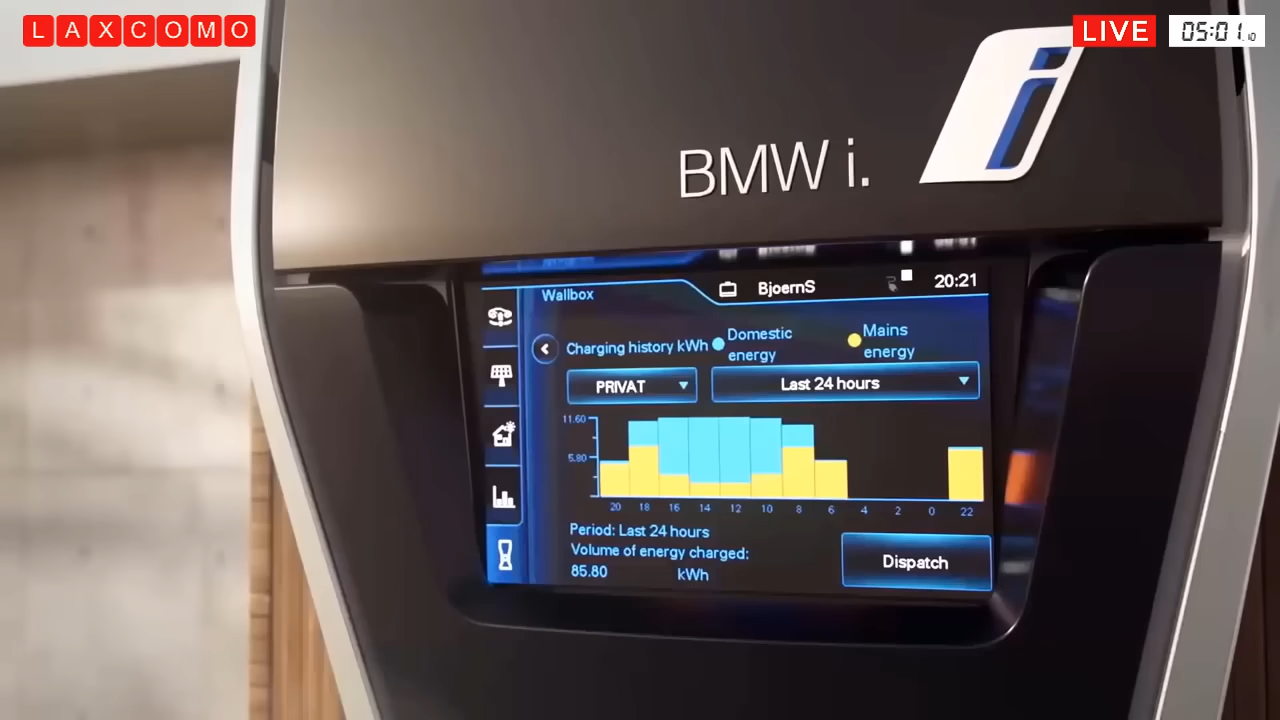 LAXCOMO
LIVE
05:01.
BMW i.
i
Wallbox
BjoernS
20:21
Charging history kWh
Domestic
energy
Mains
energy
PRIVAT
Last 24 hours
11.60
5.80
20 18 16 14 12 10 8 6 4 2 0 22
Period: Last 24 hours
Volume of energy charged:
85.80 kWh
Dispatch